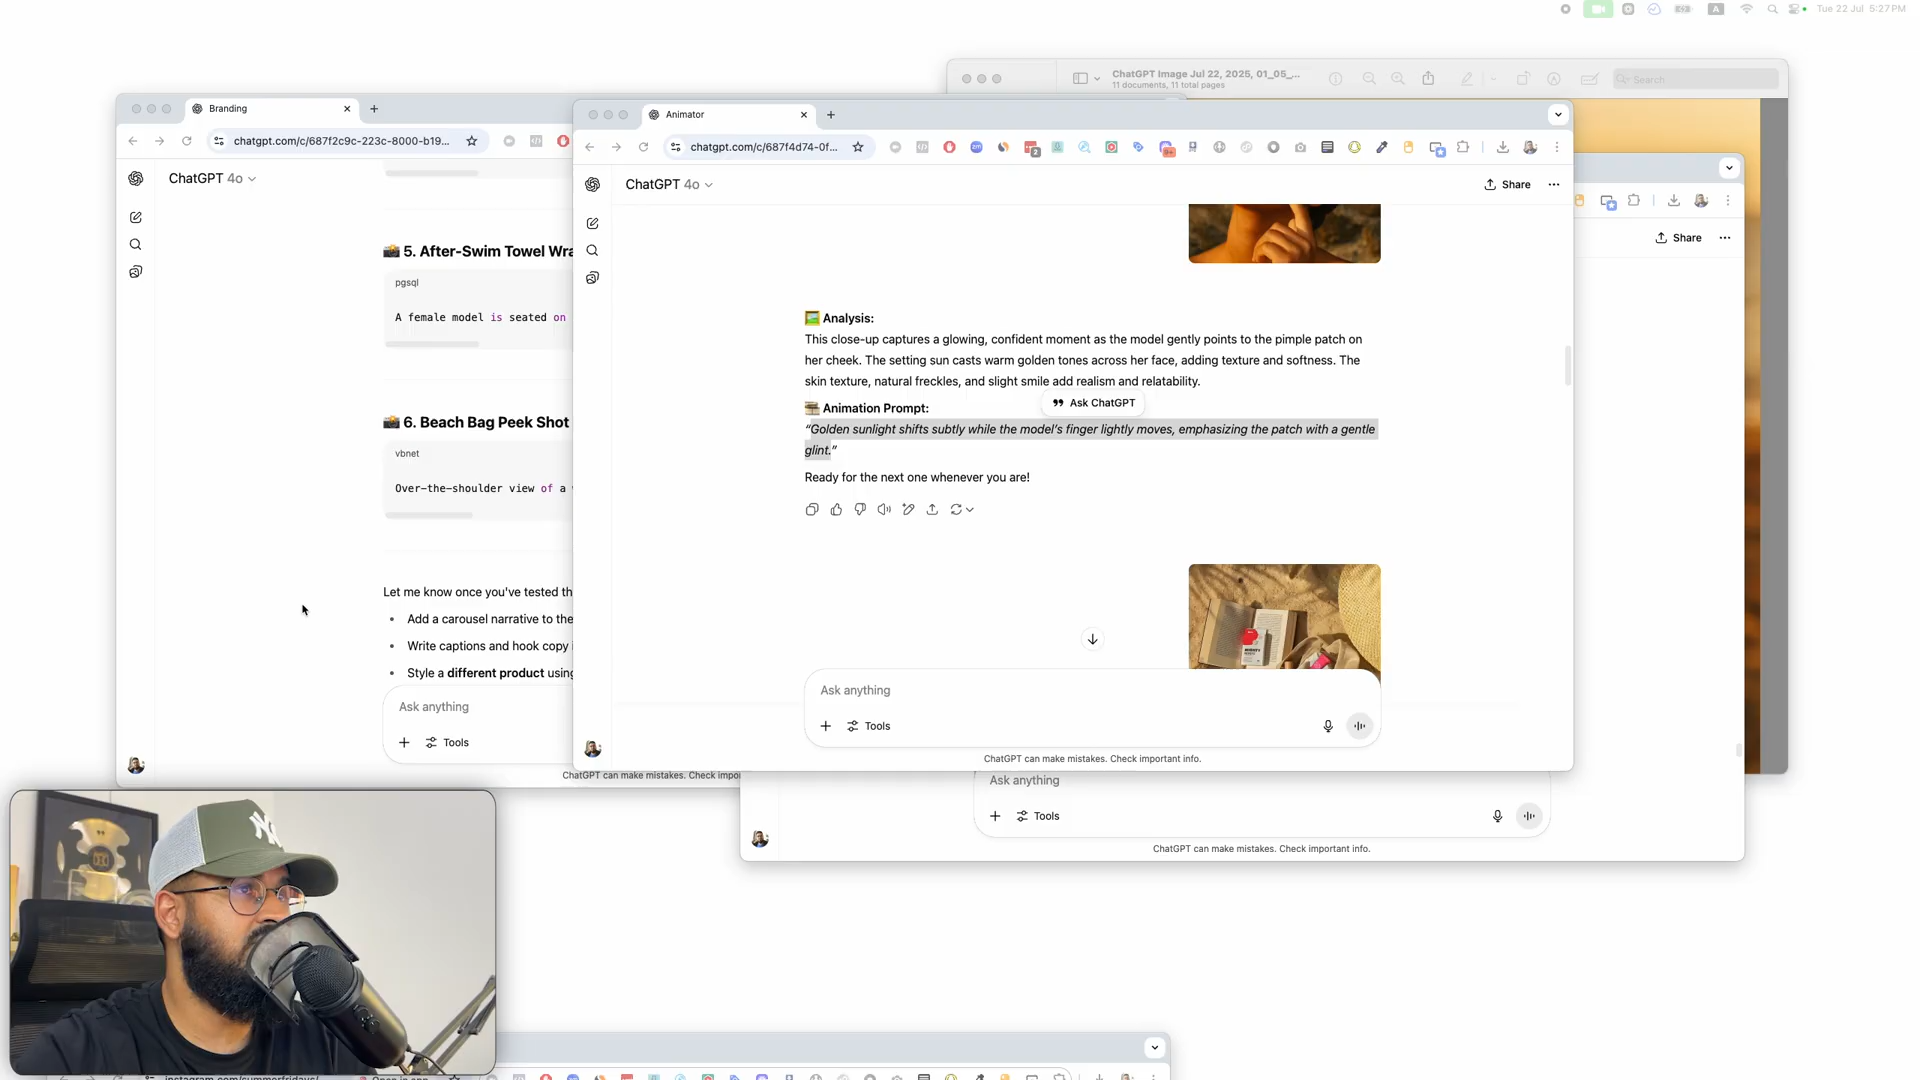 Tue 22 Jul 5:27 PM
ChatGPT Image Jul 22, 2025, 01_05_...
11 documents, 11 total pages
Search
Branding
chatgpt.com/c/687f2c9c-223c-8000-b19...
ChatGPT 4o
5. After-Swim Towel Wra
pgsql
A female model is seated on
6. Beach Bag Peek Shot
vbnet
Over-the-shoulder view of a
Let me know once you've tested th
• Add a carousel narrative to the
• Write captions and hook copy
• Style a different product using
Ask anything
Tools
ChatGPT can make mistakes. Check impor
Animator
chatgpt.com/c/687f4d74-0f...
ChatGPT 4o
Share
Analysis:
This close-up captures a glowing, confident moment as the model gently points to the pimple patch on
her cheek. The setting sun casts warm golden tones across her face, adding texture and softness. The
skin texture, natural freckles, and slight smile add realism and relatability.
Animation Prompt:
Ask ChatGPT
“Golden sunlight shifts subtly while the model’s finger lightly moves, emphasizing the patch with a gentle
glint.”
Ready for the next one whenever you are!
Ask anything
Tools
ChatGPT can make mistakes. Check important info.
Share
Ask anything
Tools
ChatGPT can make mistakes. Check important info.
instagram.com/summerfridays/
Open in app